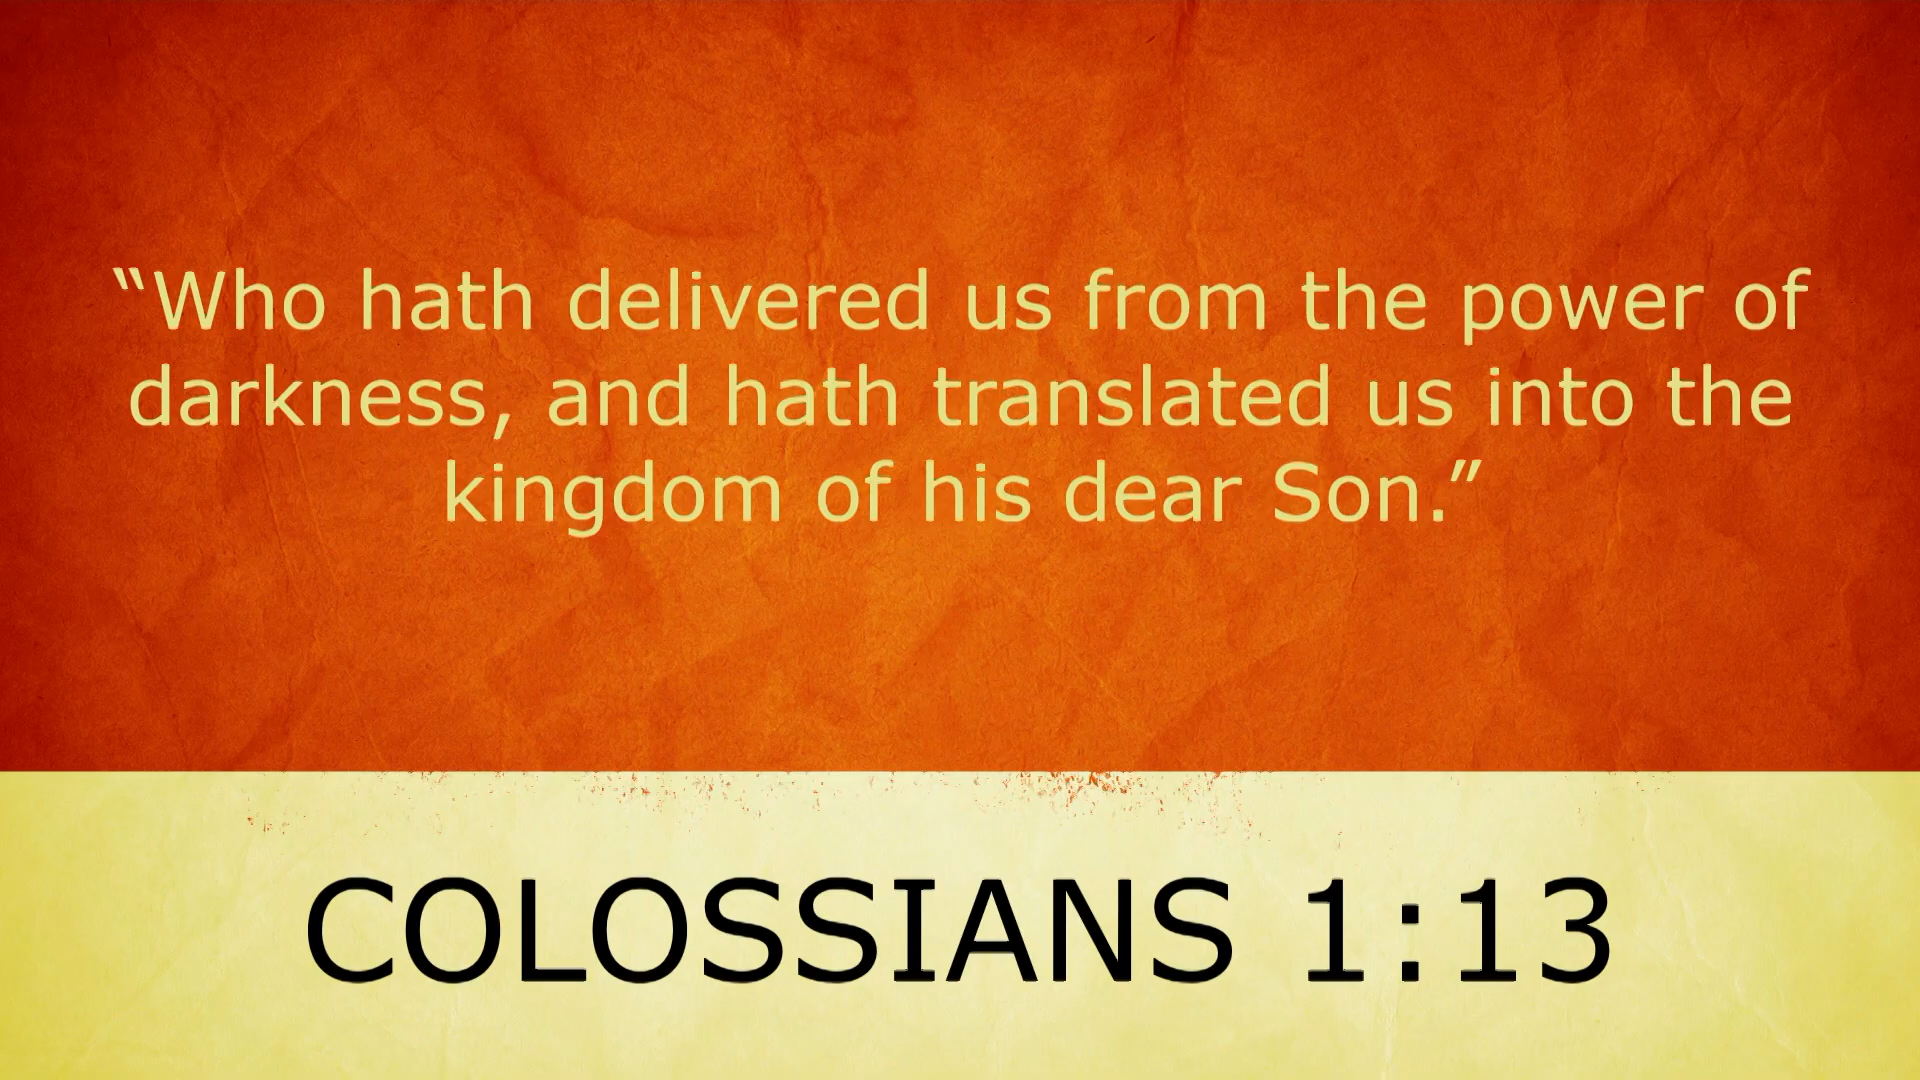 “Who hath delivered us from the power of
darkness, and hath translated us into the
kingdom of his dear Son.”
COLOSSIANS 1:13